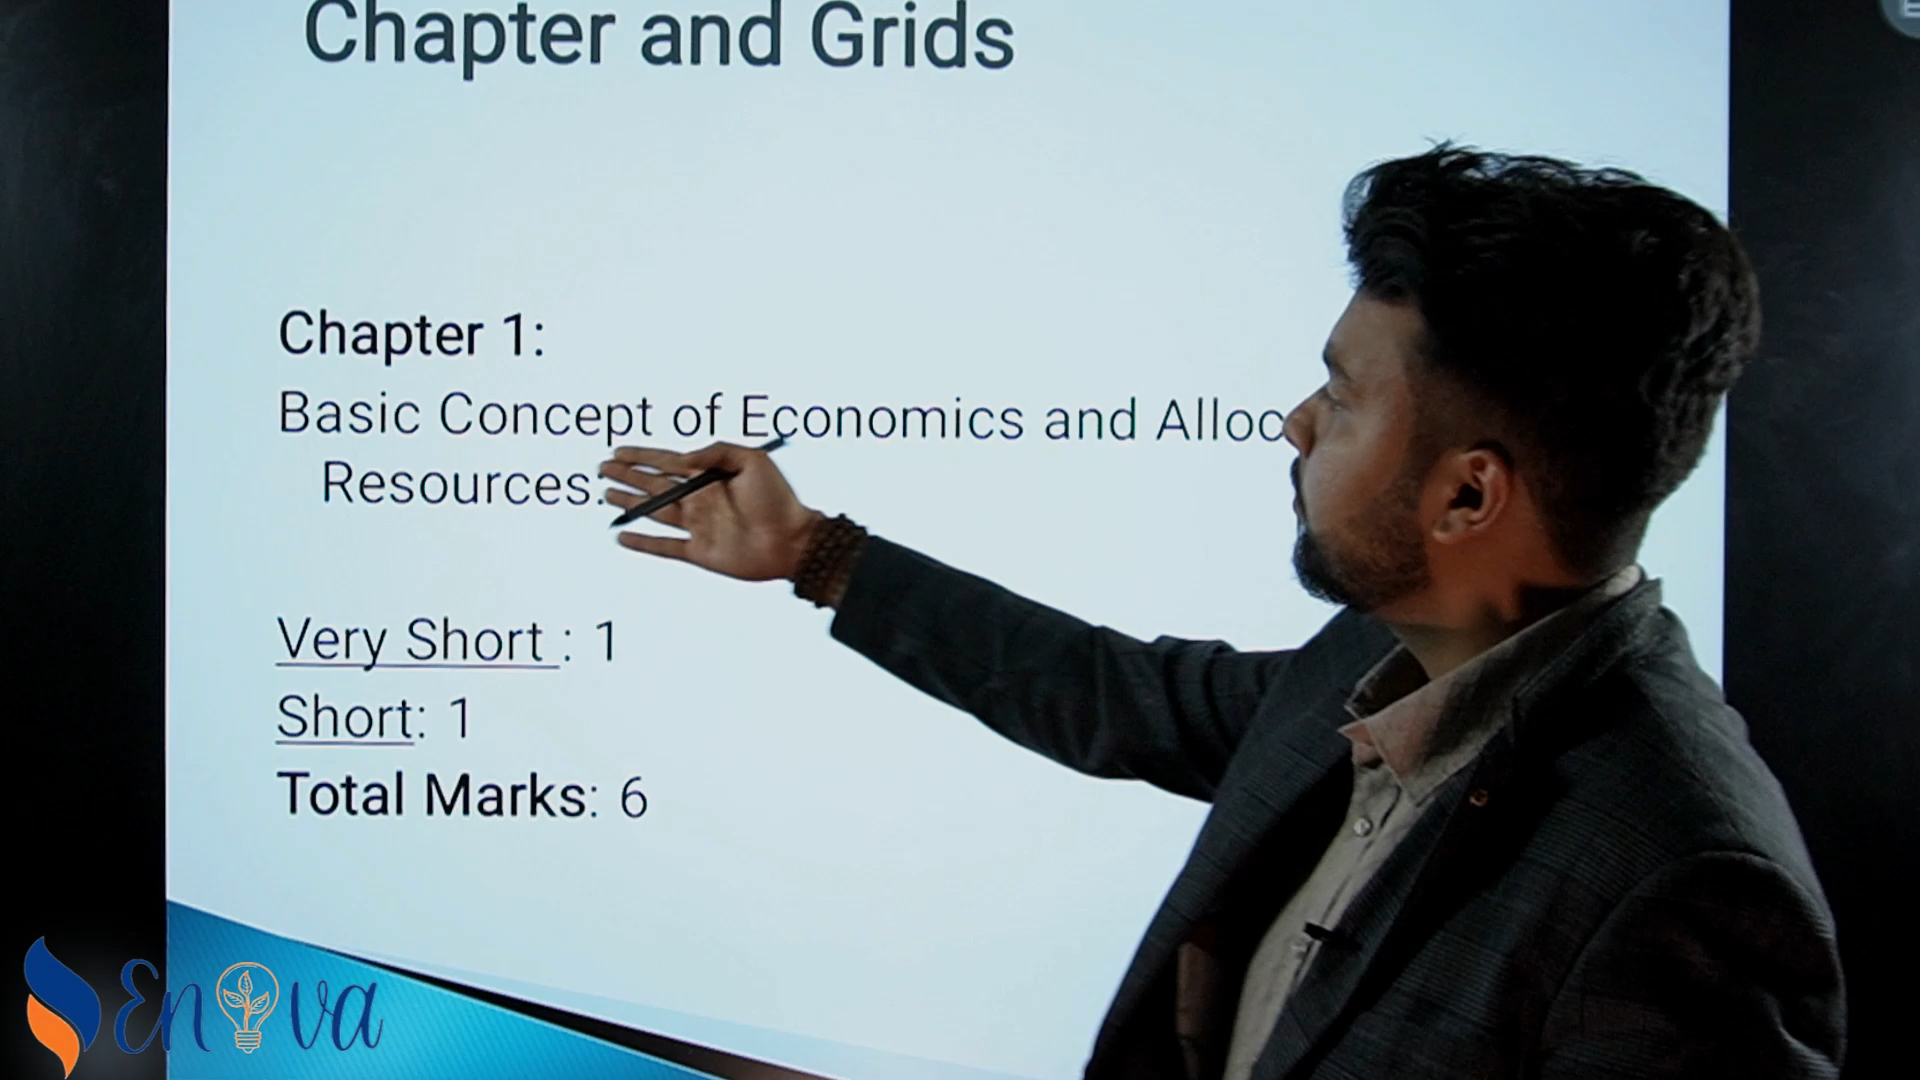 Chapter and Grids
Chapter 1:
Basic Concept of Economics and Alloc
Resources:
Very Short : 1
Short: 1
Total Marks: 6
Enova